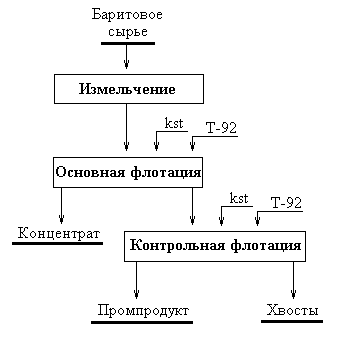 Баритовое
сырье
Измельчение
kst
Т-92
Основная флотация
kst
Т-92
Концентрат
Контрольная флотация
Промпродукт
Хвосты